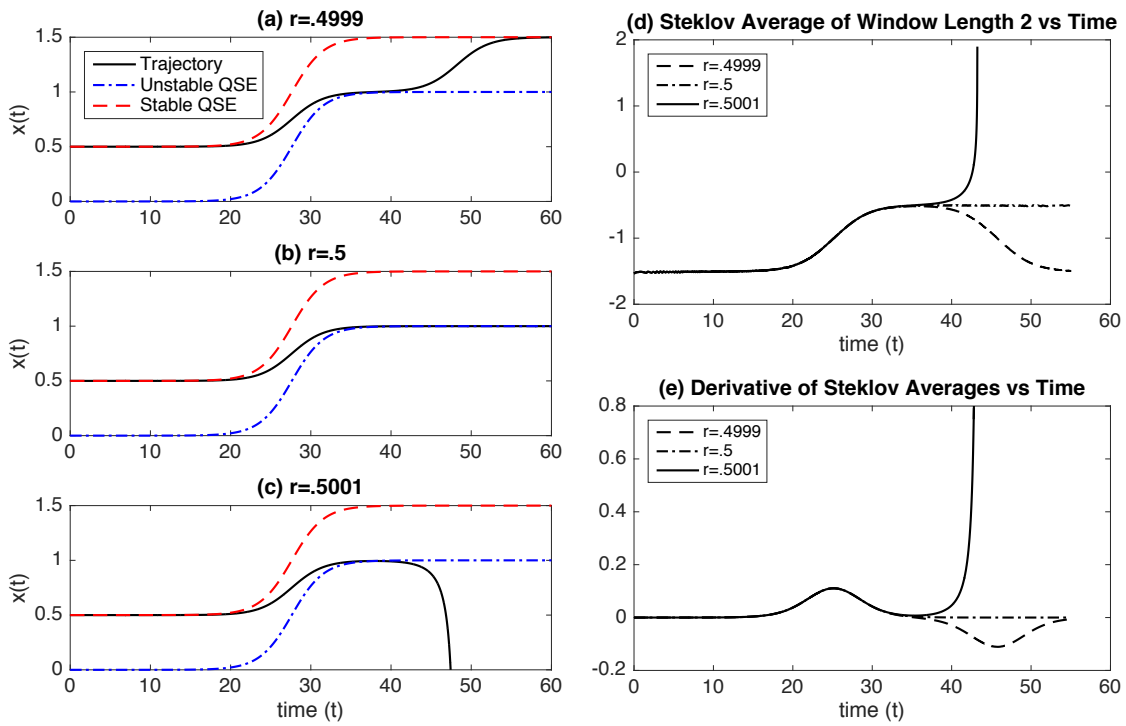 (a) r=.4999
1.5
1
0.5
0
x(t)
Trajectory
Unstable QSE
Stable QSE
0 10 20 30 40 50 60
(b) r=.5
1.5
1
0.5
0
x(t)
0 10 20 30 40 50 60
(c) r=.5001
1.5
1
0.5
0
x(t)
0 10 20 30 40 50 60
time (t)
(d) Steklov Average of Window Length 2 vs Time
2
1
0
-1
-2
r=.4999
r=.5
r=.5001
0 10 20 30 40 50 60
time (t)
(e) Derivative of Steklov Averages vs Time
0.8
0.6
0.4
0.2
0
-0.2
r=.4999
r=.5
r=.5001
0 10 20 30 40 50 60
time (t)